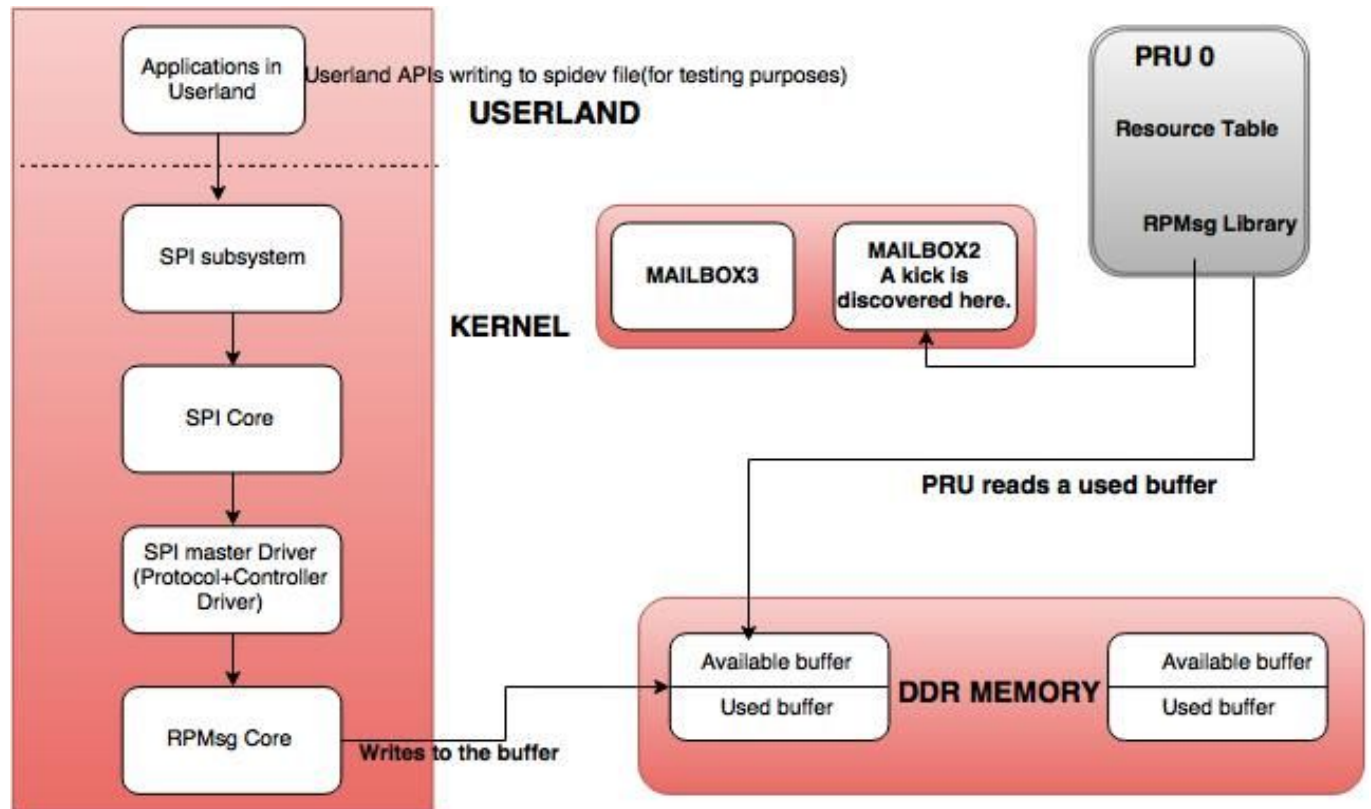 Applications in
Userland
Userland APIs writing to spidev file(for testing purposes)
USERLAND
PRU 0
Resource Table
RPMsg Library
SPI subsystem
KERNEL
MAILBOX3
MAILBOX2
A kick is
discovered here.
SPI Core
PRU reads a used buffer
SPI master Driver
(Protocol+Controller
Driver)
RPMsg Core
Writes to the buffer
Available buffer
Used buffer
DDR MEMORY
Available buffer
Used buffer